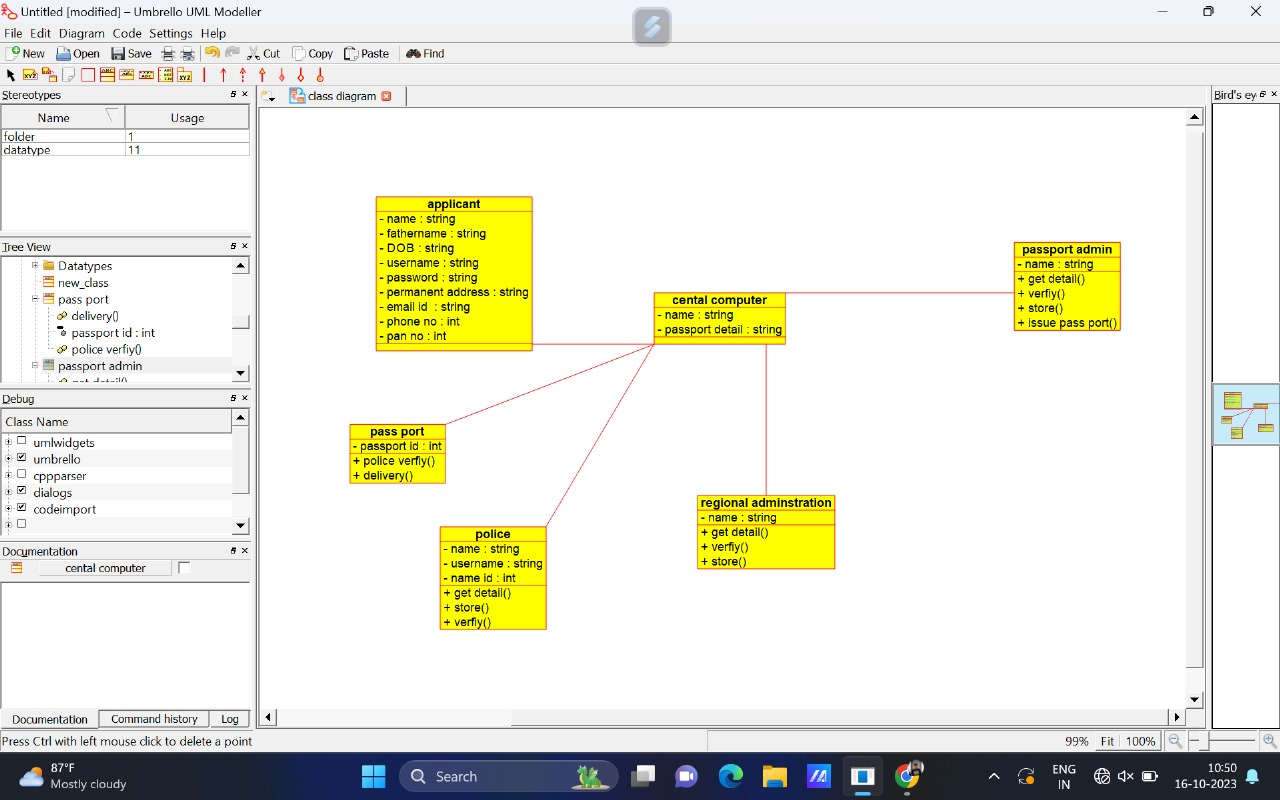 Untitled [modified] – Umbrello UML Modeller
File Edit Diagram Code Settings Help
New Open Save Cut Copy Paste Find
Stereotypes
Name Usage
folder 1
datatype 11
Tree View
Datatypes
new_class
pass port
delivery()
passport id : int
police verfiy()
passport admin
get detail()
Debug
Class Name
umlwidgets
umbrello
cppparser
dialogs
codeimport
Documentation
cental computer
Documentation Command history Log
Press Ctrl with left mouse click to delete a point
class diagram
applicant
- name : string
- fathername : string
- DOB : string
- username : string
- password : string
- permanent address : string
- email id : string
- phone no : int
- pan no : int
cental computer
- name : string
- passport detail : string
passport admin
- name : string
+ get detail()
+ verfiy()
+ store()
+ issue pass port()
pass port
- passport id : int
+ police verfiy()
+ delivery()
police
- name : string
- username : string
- name id : int
+ get detail()
+ store()
+ verfiy()
regional adminstration
- name : string
+ get detail()
+ verfiy()
+ store()
Bird's ey
99% Fit 100%
87°F
Mostly cloudy
Search
ENG
IN
10:50
16-10-2023